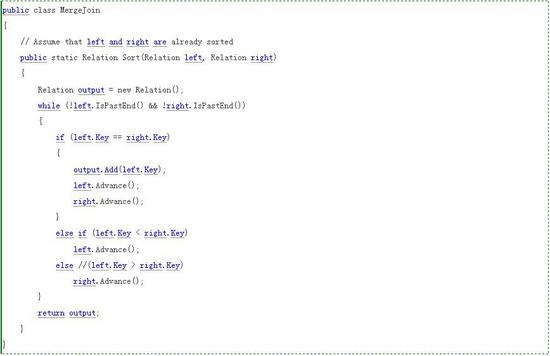 public class MergeJoin
{
// Assume that left and right are already sorted
public static Relation Sort(Relation left, Relation right)
{
Relation output = new Relation();
while (!left.IsPastEnd() && !right.IsPastEnd())
{
if (left.Key == right.Key)
{
output.Add(left.Key);
left.Advance();
right.Advance();
}
else if (left.Key < right.Key)
left.Advance();
else //(left.Key > right.Key)
right.Advance();
}
return output;
}
}